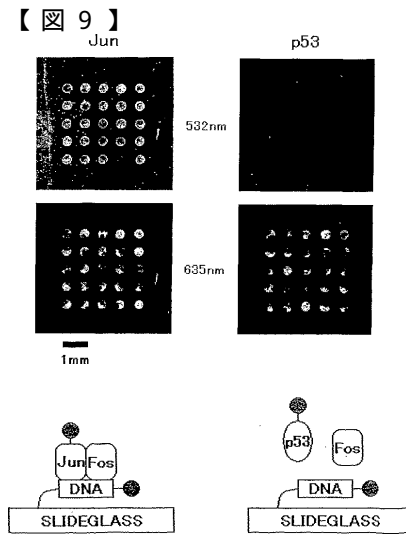 【図 9】
Jun p53
532nm
635nm
1mm
Jun Fos
DNA
SLIDEGLASS
p53 Fos
DNA
SLIDEGLASS